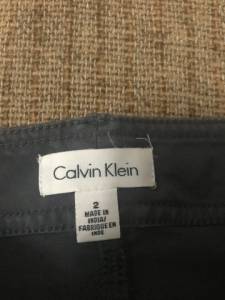 Calvin Klein
2
MADE IN
INDIA/
FABRIQUÉ EN
INDE